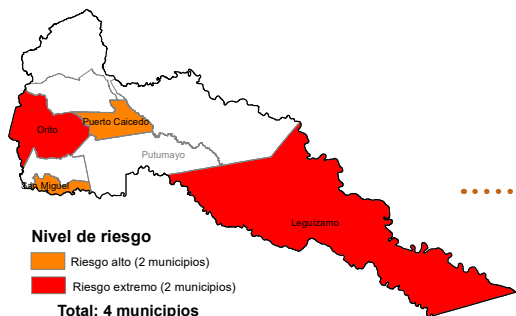 Puerto Caicedo
Orito
Putumayo
San Miguel
Leguízamo
Nivel de riesgo
Riesgo alto (2 municipios)
Riesgo extremo (2 municipios)
Total: 4 municipios